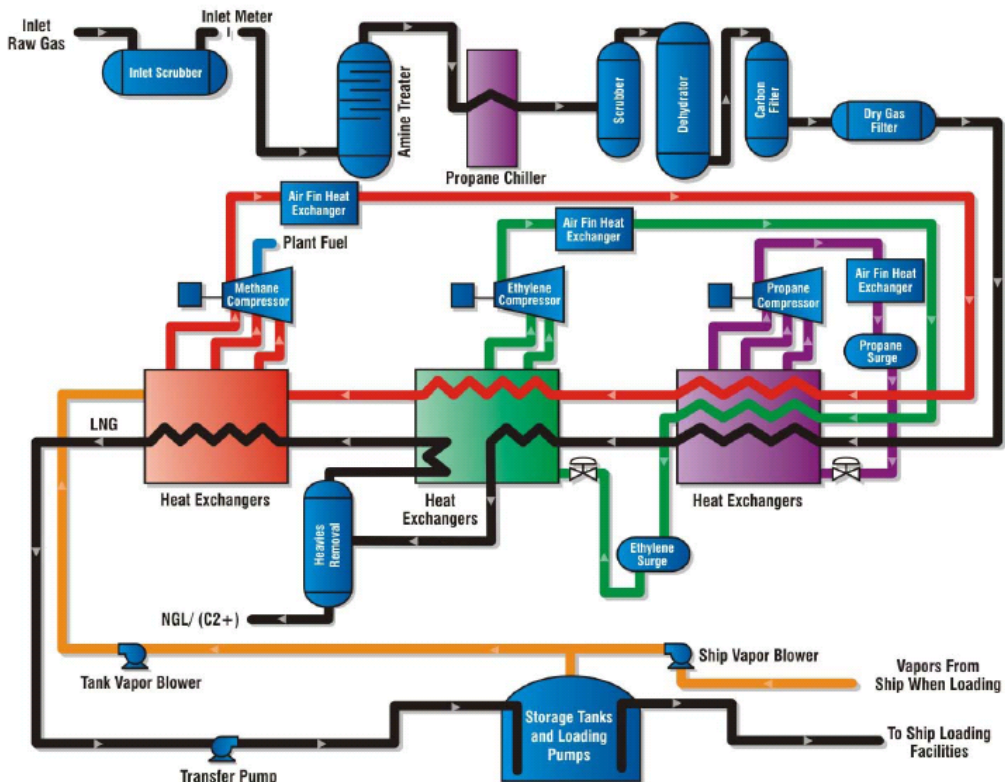 Inlet
Raw Gas
Inlet Meter
Inlet Scrubber
Amine Treater
Propane Chiller
Scrubber
Dehydrator
Carbon
Filter
Dry Gas
Filter
Air Fin Heat
Exchanger
Plant Fuel
Methane
Compressor
Air Fin Heat
Exchanger
Ethylene
Compressor
Propane
Compressor
Air Fin Heat
Exchanger
Propane
Surge
LNG
Heat Exchangers
Heavies
Removal
Heat
Exchangers
Heat Exchangers
Ethylene
Surge
NGL/ (C2+)
Tank Vapor Blower
Ship Vapor Blower
Vapors From
Ship When Loading
Storage Tanks
and Loading
Pumps
To Ship Loading
Facilities
Transfer Pump